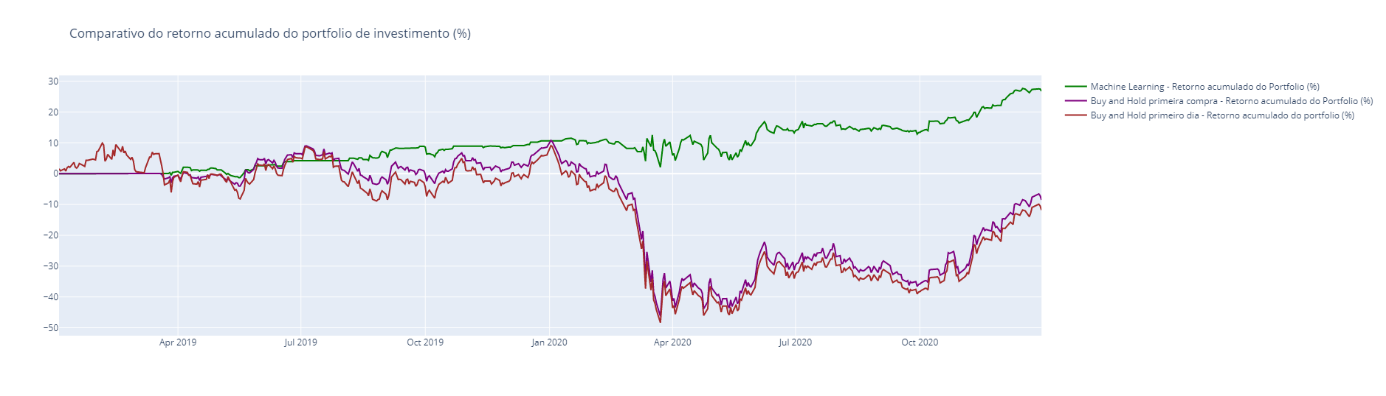 Comparativo do retorno acumulado do portfolio de investimento (%)
Machine Learning - Retorno acumulado do Portfolio (%)
Buy and Hold primeira compra - Retorno acumulado do Portfolio (%)
Buy and Hold primeiro dia - Retorno acumulado do portfolio (%)
30
20
10
0
−10
−20
−30
−40
−50
Apr 2019
Jul 2019
Oct 2019
Jan 2020
Apr 2020
Jul 2020
Oct 2020